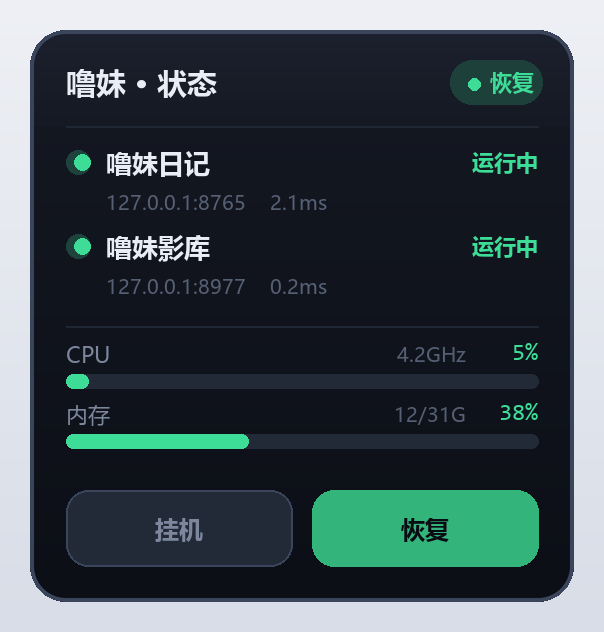 噜妹·状态
恢复
噜妹日记
运行中
127.0.0.1:8765 2.1ms
噜妹影库
运行中
127.0.0.1:8977 0.2ms
CPU 4.2GHz 5%
内存 12/31G 38%
挂机
恢复